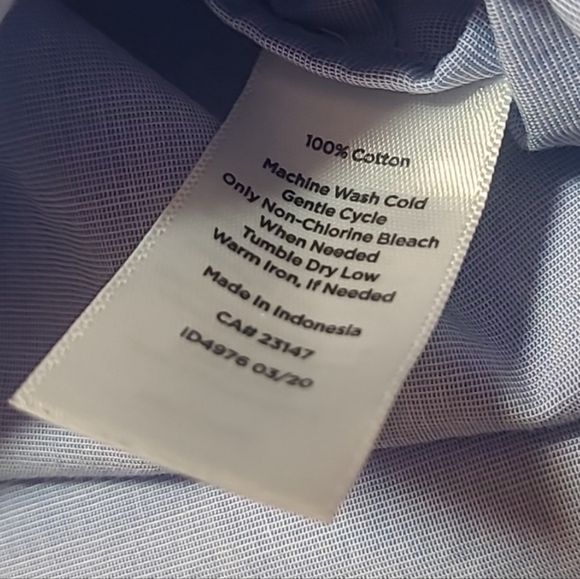 100% Cotton
Machine Wash Cold
Gentle Cycle
Only Non-Chlorine Bleach
When Needed
Tumble Dry Low
Warm Iron, If Needed
Made In Indonesia
CA# 23147
ID4976 03/20